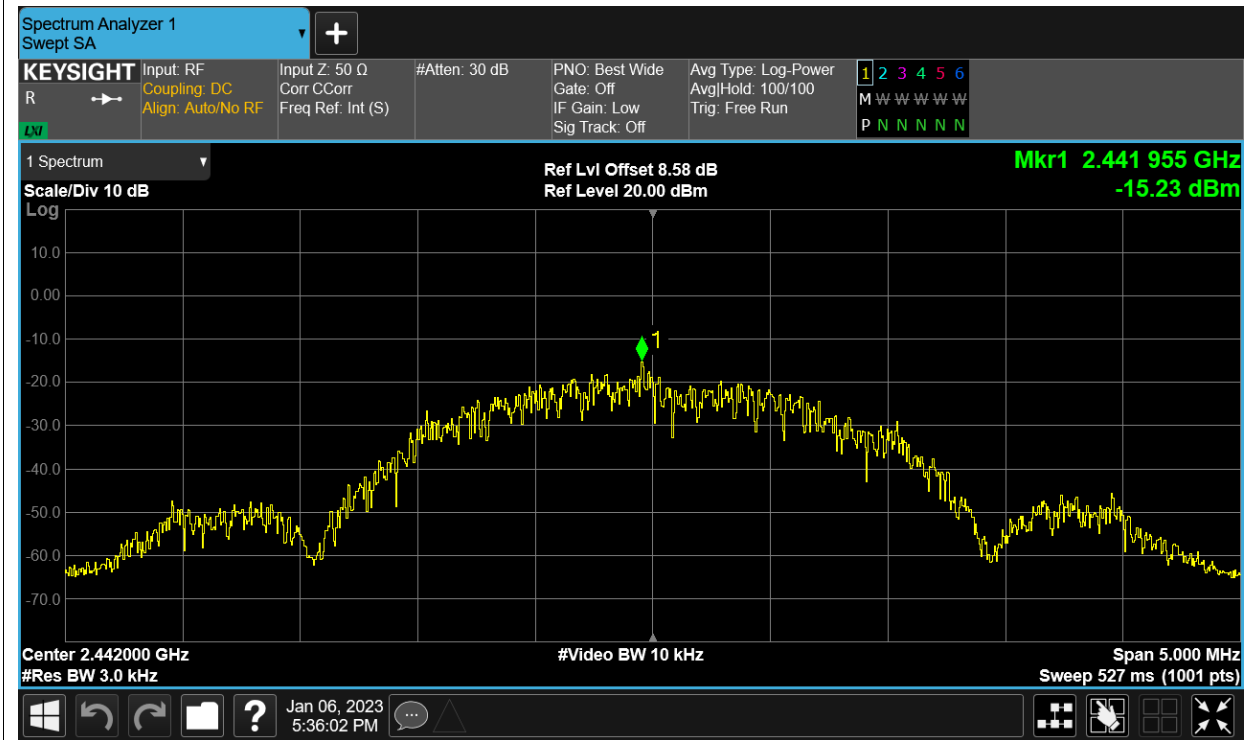 Spectrum Analyzer 1
Swept SA
KEYSIGHT
R
LXI
Input: RF
Coupling: DC
Align: Auto/No RF
Input Z: 50 Ω
Corr CCorr
Freq Ref: Int (S)
#Atten: 30 dB
PNO: Best Wide
Gate: Off
IF Gain: Low
Sig Track: Off
Avg Type: Log-Power
Avg|Hold: 100/100
Trig: Free Run
1 2 3 4 5 6
M W W W W W
P N N N N N
1 Spectrum
Scale/Div 10 dB
Ref Lvl Offset 8.58 dB
Ref Level 20.00 dBm
Mkr1 2.441 955 GHz
-15.23 dBm
Log
10.0
0.00
-10.0
-20.0
-30.0
-40.0
-50.0
-60.0
-70.0
1
Center 2.442000 GHz
#Res BW 3.0 kHz
#Video BW 10 kHz
Span 5.000 MHz
Sweep 527 ms (1001 pts)
?
Jan 06, 2023
5:36:02 PM